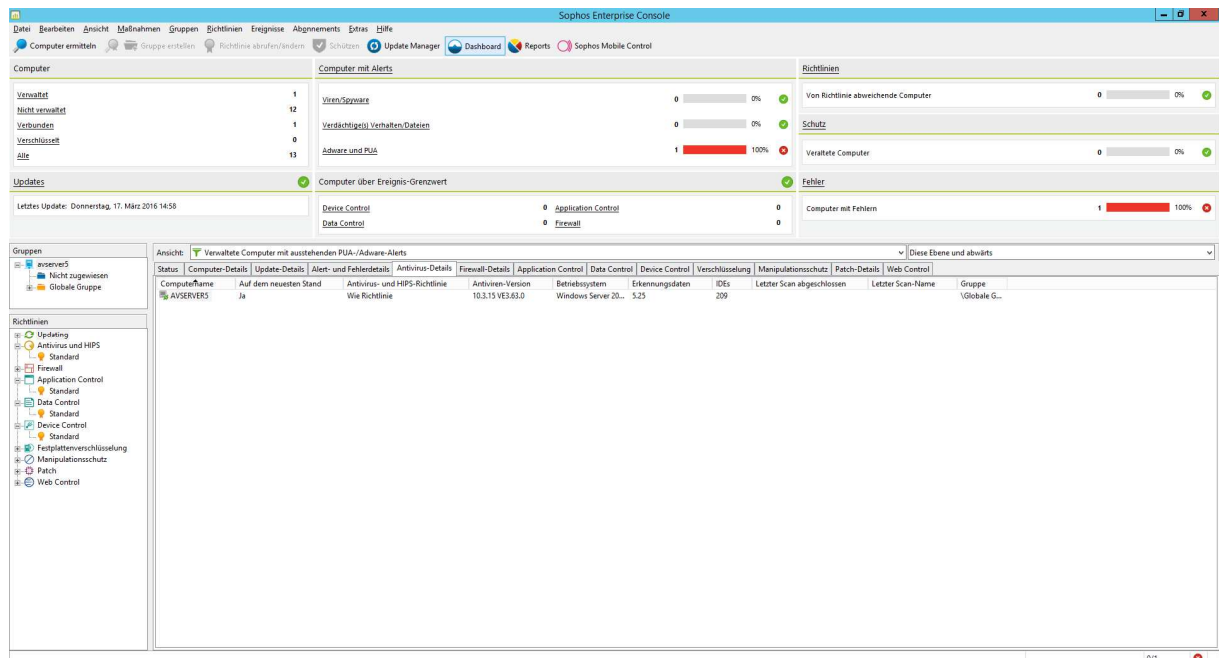 Sophos Enterprise Console
Datei Bearbeiten Ansicht Maßnahmen Gruppen Richtlinien Ereignisse Abonnements Extras Hilfe
Computer ermitteln Gruppe erstellen Richtlinie abrufen/ändern Schützen Update Manager Dashboard Reports Sophos Mobile Control
Computer
Verwaltet 1
Nicht verwaltet 12
Verbunden 1
Verschlüsselt 0
Alle 13
Updates
Letztes Update: Donnerstag, 17. März 2016 14:58
Computer mit Alerts
Viren/Spyware 0 0%
Verdächtige(s) Verhalten/Dateien 0 0%
Adware und PUA 1 100%
Computer über Ereignis-Grenzwert
Device Control 0 Application Control 0
Data Control 0 Firewall 0
Richtlinien
Von Richtlinie abweichende Computer 0 0%
Schutz
Veraltete Computer 0 0%
Fehler
Computer mit Fehlern 1 100%
Gruppen
avserver5
Nicht zugewiesen
Globale Gruppe
Richtlinien
Updating
Antivirus und HIPS
Standard
Firewall
Application Control
Standard
Data Control
Standard
Device Control
Standard
Festplattenverschlüsselung
Manipulationsschutz
Patch
Web Control
Ansicht: Verwaltete Computer mit ausstehenden PUA-/Adware-Alerts Diese Ebene und abwärts
Status Computer-Details Update-Details Alert- und Fehlerdetails Antivirus-Details Firewall-Details Application Control Data Control Device Control Verschlüsselung Manipulationsschutz Patch-Details Web Control
Computername Auf dem neuesten Stand Antivirus- und HIPS-Richtlinie Antiviren-Version Betriebssystem Erkennungsdaten IDEs Letzter Scan abgeschlossen Letzter Scan-Name Gruppe
AVSERVER5 Ja Wie Richtlinie 10.3.15 VE3.63.0 Windows Server 20... 5.25 209 \Globale G...